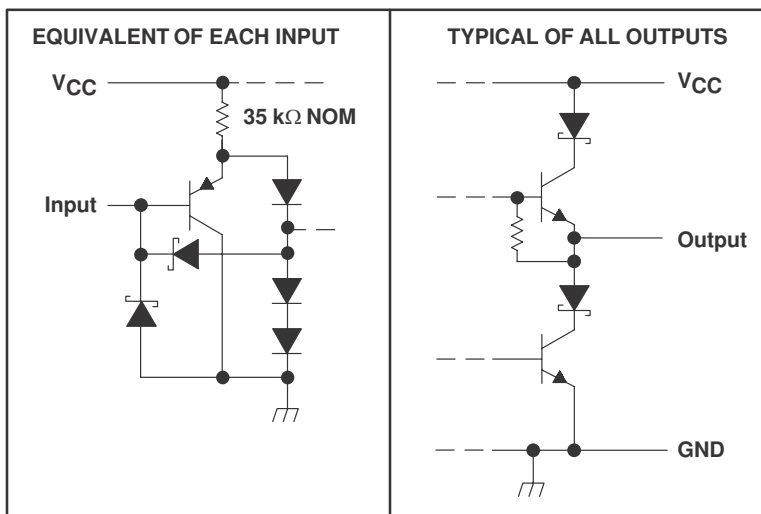 EQUIVALENT OF EACH INPUT
VCC
35 kΩ NOM
Input
TYPICAL OF ALL OUTPUTS
VCC
Output
GND